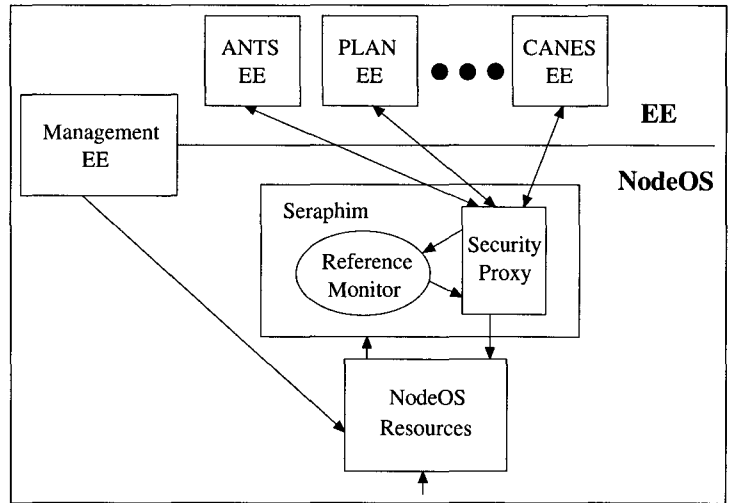 ANTS
EE
PLAN
EE
CANES
EE
Management
EE
EE
NodeOS
Seraphim
Reference
Monitor
Security
Proxy
NodeOS
Resources